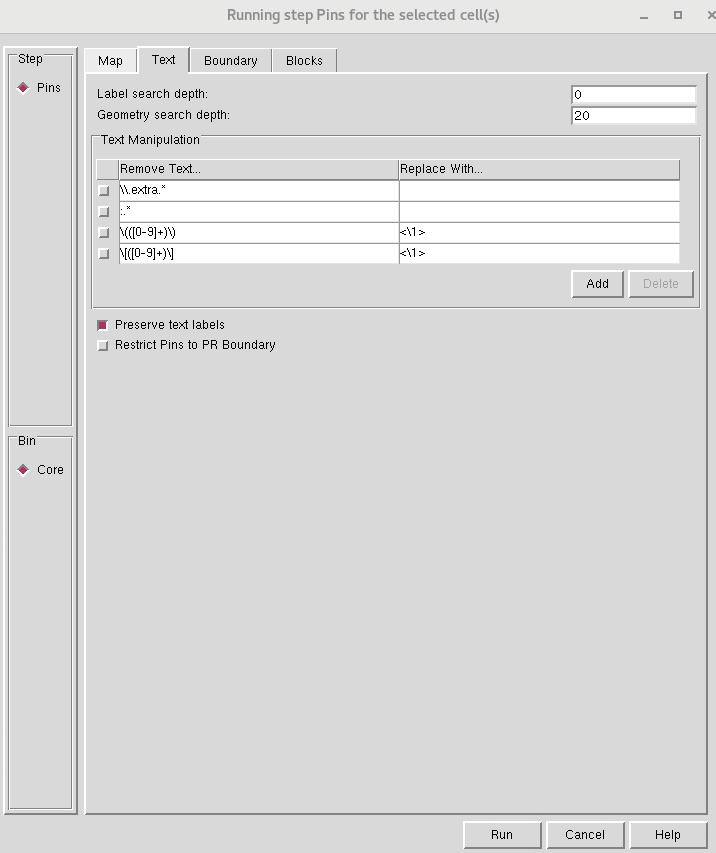 Running step Pins for the selected cell(s)
Step
Pins
Map Text Boundary Blocks
Label search depth: 0
Geometry search depth: 20
Text Manipulation
Remove Text... Replace With...
\\.extra.*
:.*
\(([0-9]+)\) <\1>
\[([0-9]+)\] <\1>
Add Delete
Preserve text labels
Restrict Pins to PR Boundary
Bin
Core
Run Cancel Help